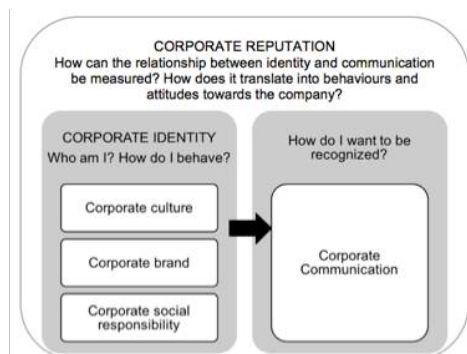 CORPORATE REPUTATION
How can the relationship between identity and communication
be measured? How does it translate into behaviours and
attitudes towards the company?
CORPORATE IDENTITY
Who am I? How do I behave?
Corporate culture
Corporate brand
Corporate social
responsibility
How do I want to be
recognized?
Corporate
Communication